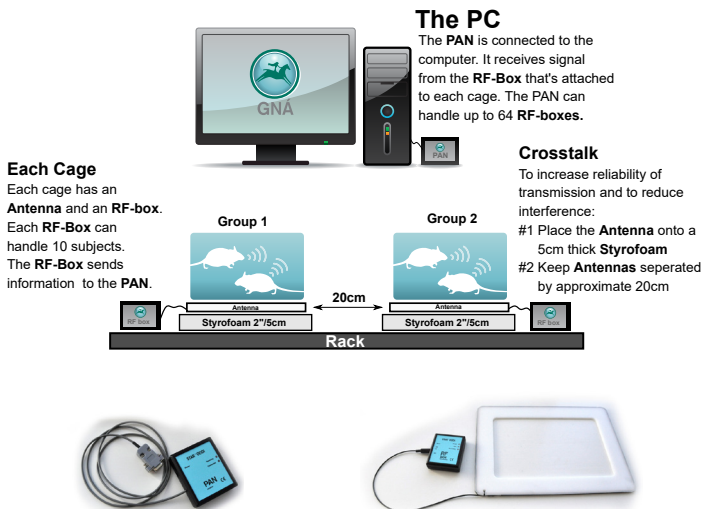 The PC
The PAN is connected to the
computer. It receives signal
from the RF-Box that's attached
to each cage. The PAN can
handle up to 64 RF-boxes.
GNÁ
PAN
Each Cage
Each cage has an
Antenna and an RF-box.
Each RF-Box can
handle 10 subjects.
The RF-Box sends
information to the PAN.
Crosstalk
To increase reliability of
transmission and to reduce
interference:
#1 Place the Antenna onto a
5cm thick Styrofoam
#2 Keep Antennas seperated
by approximate 20cm
Group 1
Group 2
20cm
Antenna
Antenna
RF box
Styrofoam 2"/5cm
Styrofoam 2"/5cm
RF box
Rack
PAN
RF